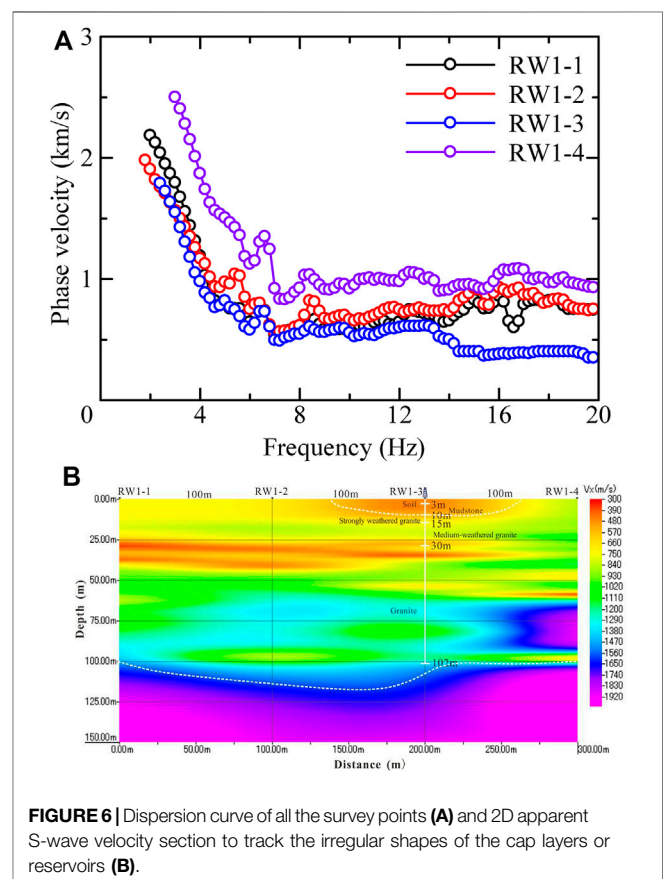 A
3
2
1
0
Phase velocity (km/s)
RW1-1
RW1-2
RW1-3
RW1-4
4 8 12 16 20
Frequency (Hz)
B
RW1-1 100m RW1-2 100m RW1-3 100m RW1-4
Vx(m/s)
0.00m
25.00m
50.00m
75.00m
100.00m
125.00m
150.00m
Depth (m)
Soil 3m
10m Mudstone
Strongly weathered granite 15m
Medium-weathered granite
30m
Granite
102m
300
390
480
570
660
750
840
930
1020
1110
1200
1290
1380
1470
1560
1650
1740
1830
1920
0.00m 50.00m 100.00m 150.00m 200.00m 250.00m 300.00m
Distance (m)
FIGURE 6 | Dispersion curve of all the survey points (A) and 2D apparent
S-wave velocity section to track the irregular shapes of the cap layers or
reservoirs (B).